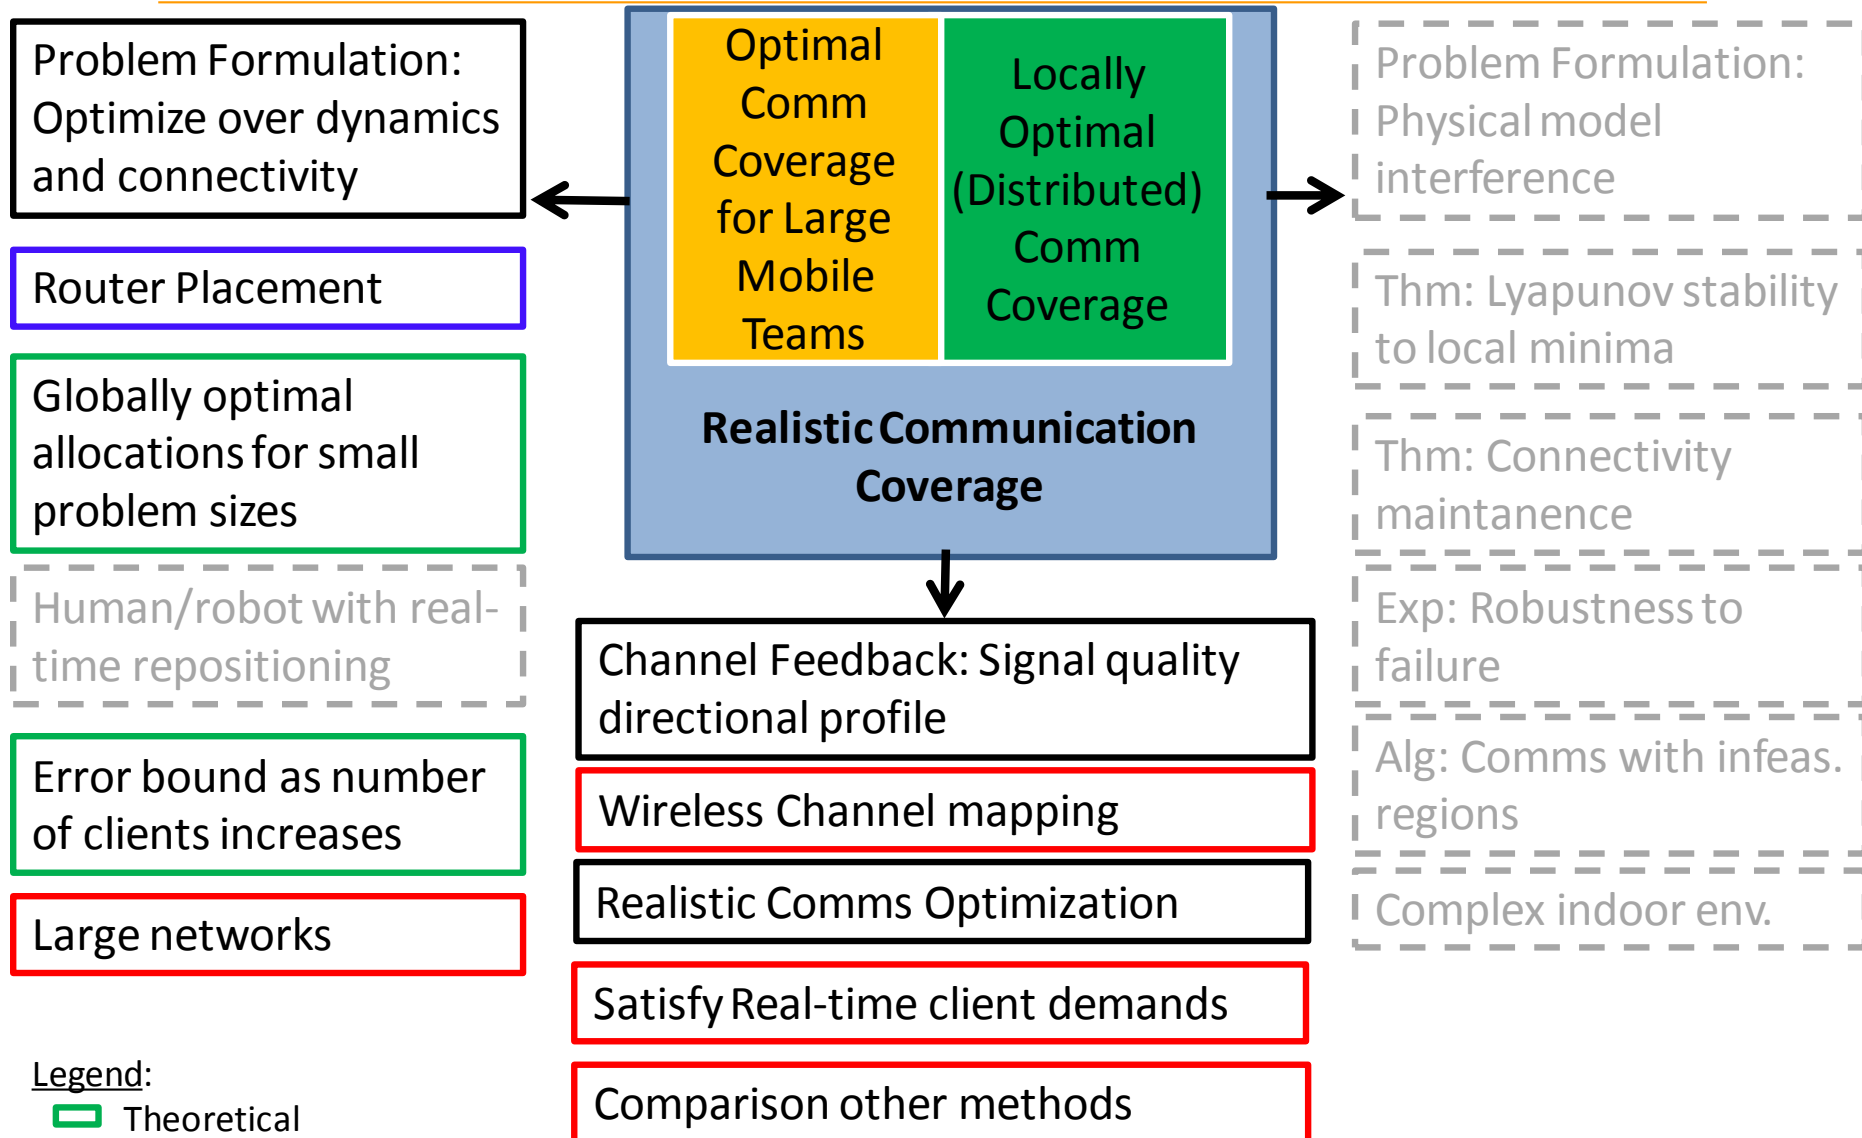 Problem Formulation:
Optimize over dynamics
and connectivity
Router Placement
Globally optimal
allocations for small
problem sizes
Human/robot with real-
time repositioning
Error bound as number
of clients increases
Large networks
Legend:
Theoretical
Optimal
Comm
Coverage
for Large
Mobile
Teams
Locally
Optimal
(Distributed)
Comm
Coverage
Realistic Communication
Coverage
Channel Feedback: Signal quality
directional profile
Wireless Channel mapping
Realistic Comms Optimization
Satisfy Real-time client demands
Comparison other methods
Problem Formulation:
Physical model
interference
Thm: Lyapunov stability
to local minima
Thm: Connectivity
maintanence
Exp: Robustness to
failure
Alg: Comms with infeas.
regions
Complex indoor env.